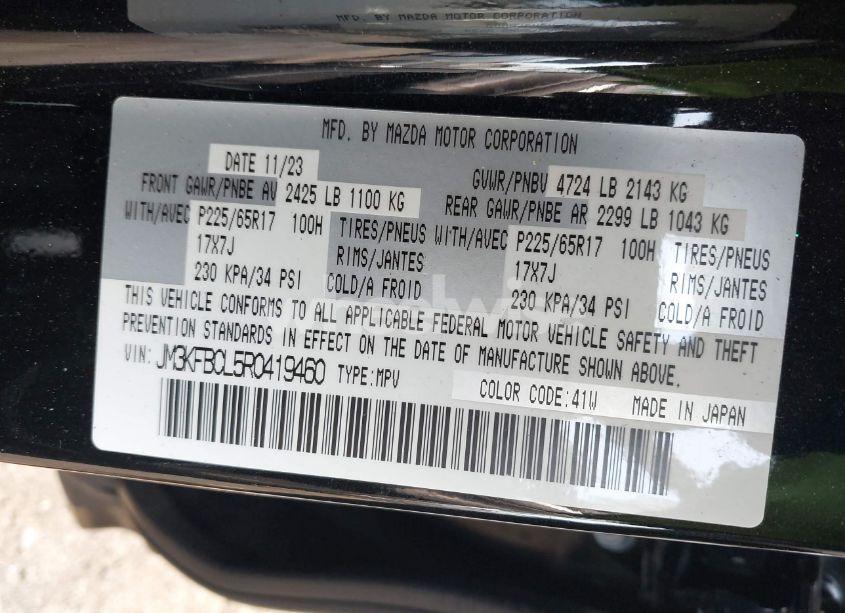 MFD. BY MAZDA MOTOR CORPORATION
MFD. BY MAZDA MOTOR CORPORATION
DATE 11/23 GVWR/PNBV 4724 LB 2143 KG
FRONT GAWR/PNBE AV 2425 LB 1100 KG REAR GAWR/PNBE AR 2299 LB 1043 KG
WITH/AVEC P225/65R17 100H TIRES/PNEUS WITH/AVEC P225/65R17 100H TIRES/PNEUS
17X7J RIMS/JANTES 17X7J RIMS/JANTES
230 KPA/34 PSI COLD/A FROID 230 KPA/34 PSI COLD/A FROID
THIS VEHICLE CONFORMS TO ALL APPLICABLE FEDERAL MOTOR VEHICLE SAFETY AND THEFT
PREVENTION STANDARDS IN EFFECT ON THE DATE OF MANUFACTURE SHOWN ABOVE.
VIN: JM3KFBCL5R0419460 TYPE:MPV COLOR CODE:41W MADE IN JAPAN